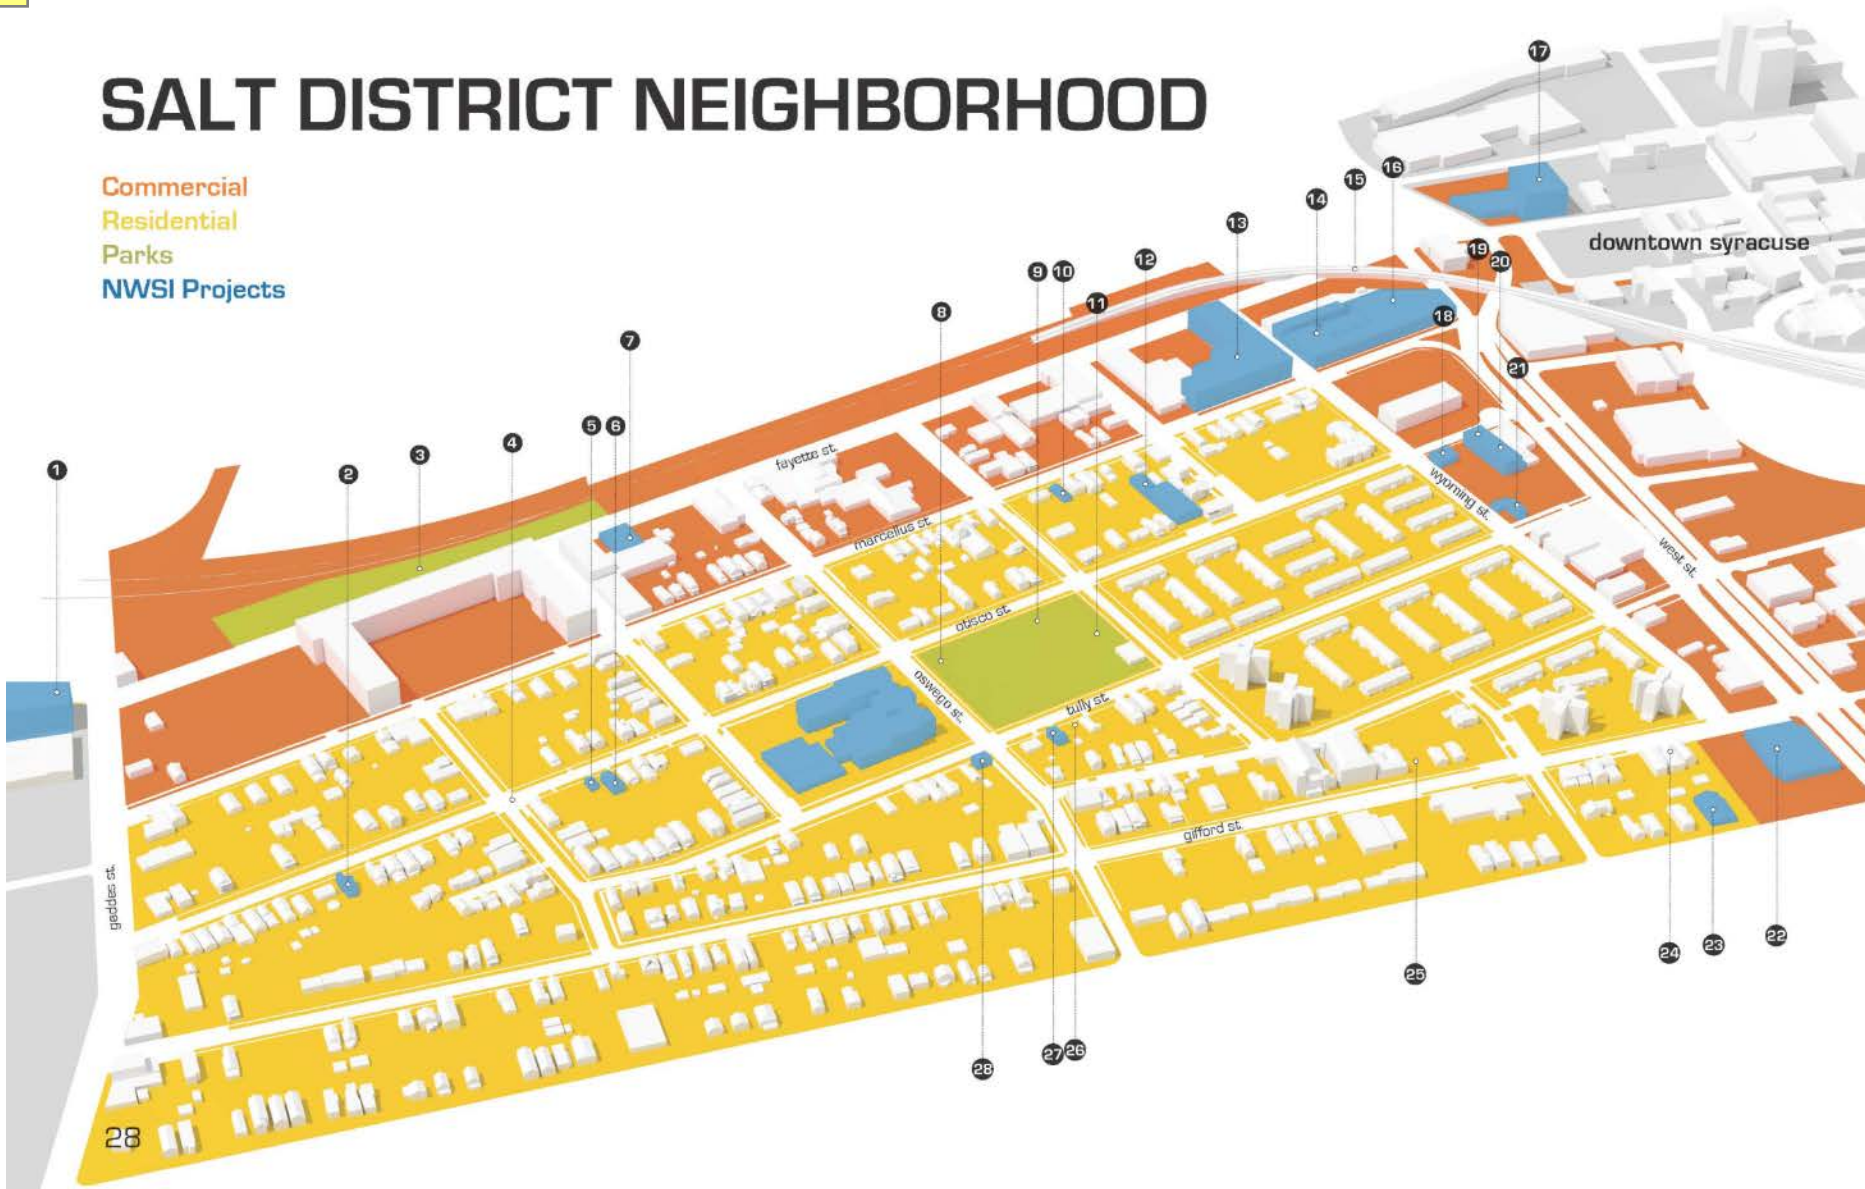 SALT DISTRICT NEIGHBORHOOD
Commercial
Residential
Parks
NWSI Projects
downtown syracuse
1
2
3
4
5
6
7
8
9
10
11
12
13
14
15
16
17
18
19
20
21
fayette st.
marcellus st.
otisco st.
oswego st.
tully st.
wyoming st.
west st.
gifford st.
geddes st.
22
23
24
25
26
27
28
28